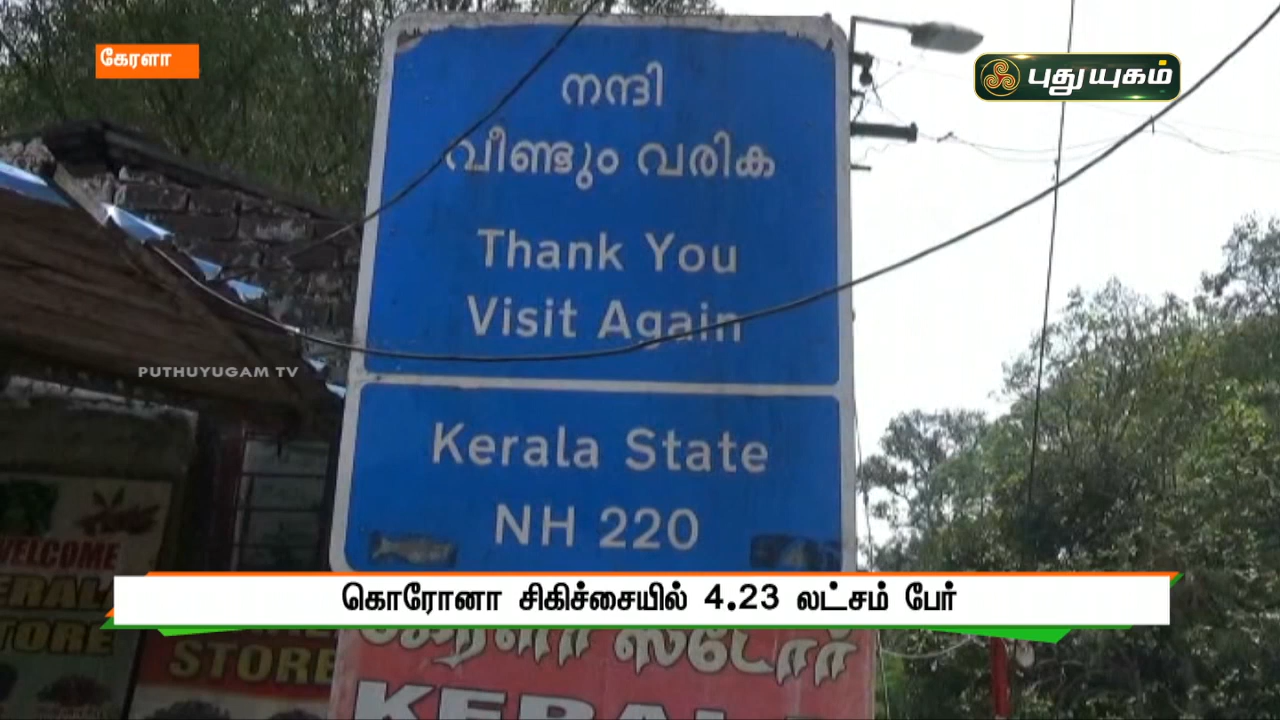 கேரளா
புதுயுகம்
നന്ദി
വീണ്ടും വരിക
Thank You
Visit Again
PUTHUYUGAM TV
Kerala State
NH 220
WELCOME
STORE
கொரோனா சிகிச்சையில் 4.23 லட்சம் பேர்
கேரளா ஸ்டோர்